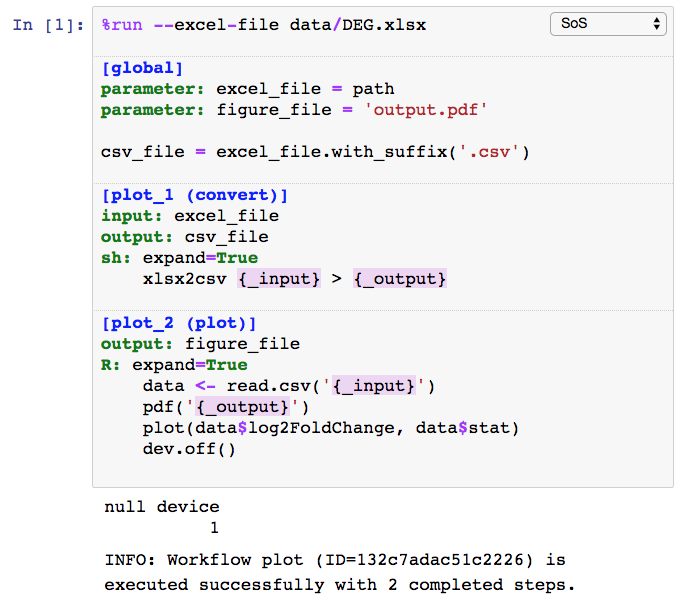 In [1]: %run --excel-file data/DEG.xlsx SoS
[global]
parameter: excel_file = path
parameter: figure_file = 'output.pdf'
csv_file = excel_file.with_suffix('.csv')
[plot_1 (convert)]
input: excel_file
output: csv_file
sh: expand=True
    xlsx2csv {_input} > {_output}
[plot_2 (plot)]
output: figure_file
R: expand=True
    data <- read.csv('{_input}')
    pdf('{_output}')
    plot(data$log2FoldChange, data$stat)
    dev.off()
null device
          1
INFO: Workflow plot (ID=132c7adac51c2226) is
executed successfully with 2 completed steps.